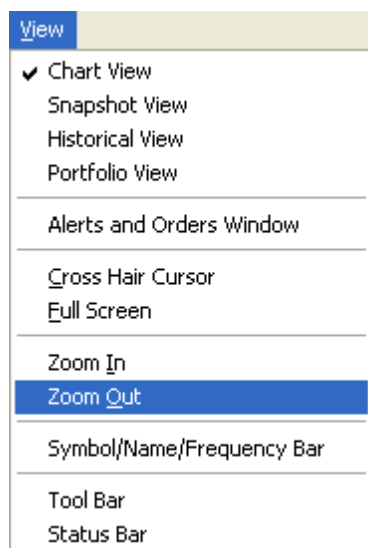 View
Chart View
Snapshot View
Historical View
Portfolio View
Alerts and Orders Window
Cross Hair Cursor
Full Screen
Zoom In
Zoom Out
Symbol/Name/Frequency Bar
Tool Bar
Status Bar